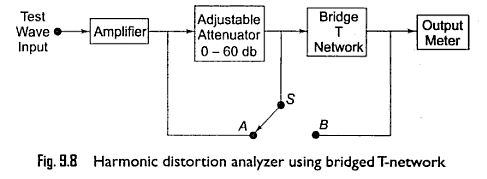 Test
Wave
Input
Amplifier
Adjustable
Attenuator
0 – 60 db
Bridge
T
Network
Output
Meter
S
A
B
Fig. 9.8 Harmonic distortion analyzer using bridged T-network